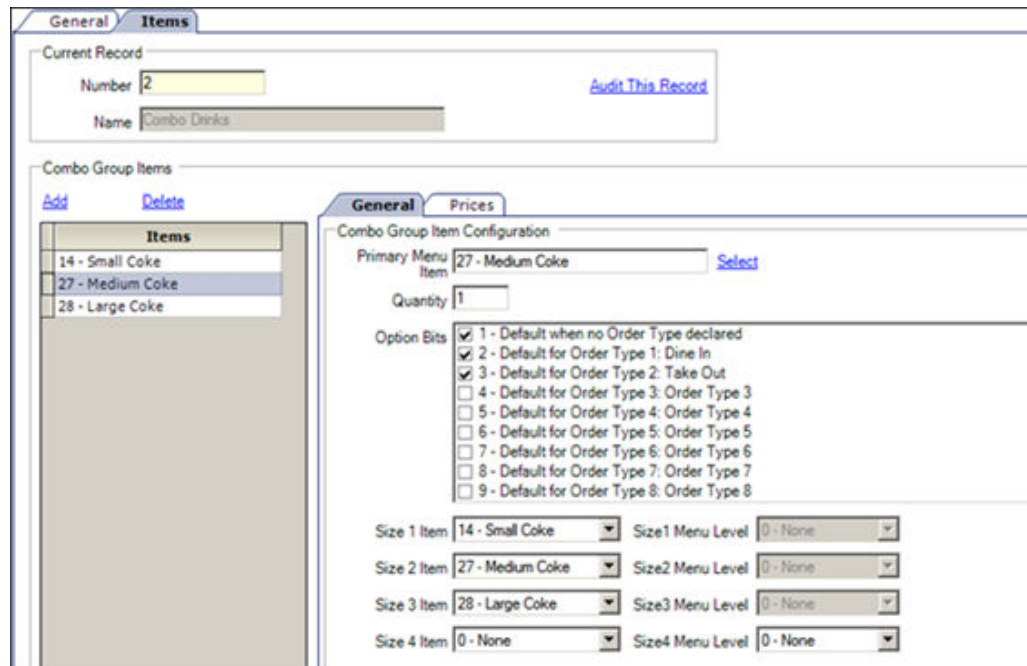 General Items
Current Record
Number 2 Audit This Record
Name Combo Drinks
Combo Group Items
Add Delete
General Prices
Items
14 - Small Coke
27 - Medium Coke
28 - Large Coke
Combo Group Item Configuration
Primary Menu Item 27 - Medium Coke Select
Quantity 1
Option Bits
1 - Default when no Order Type declared
2 - Default for Order Type 1: Dine In
3 - Default for Order Type 2: Take Out
4 - Default for Order Type 3: Order Type 3
5 - Default for Order Type 4: Order Type 4
6 - Default for Order Type 5: Order Type 5
7 - Default for Order Type 6: Order Type 6
8 - Default for Order Type 7: Order Type 7
9 - Default for Order Type 8: Order Type 8
Size 1 Item 14 - Small Coke Size1 Menu Level 0 - None
Size 2 Item 27 - Medium Coke Size2 Menu Level 0 - None
Size 3 Item 28 - Large Coke Size3 Menu Level 0 - None
Size 4 Item 0 - None Size4 Menu Level 0 - None